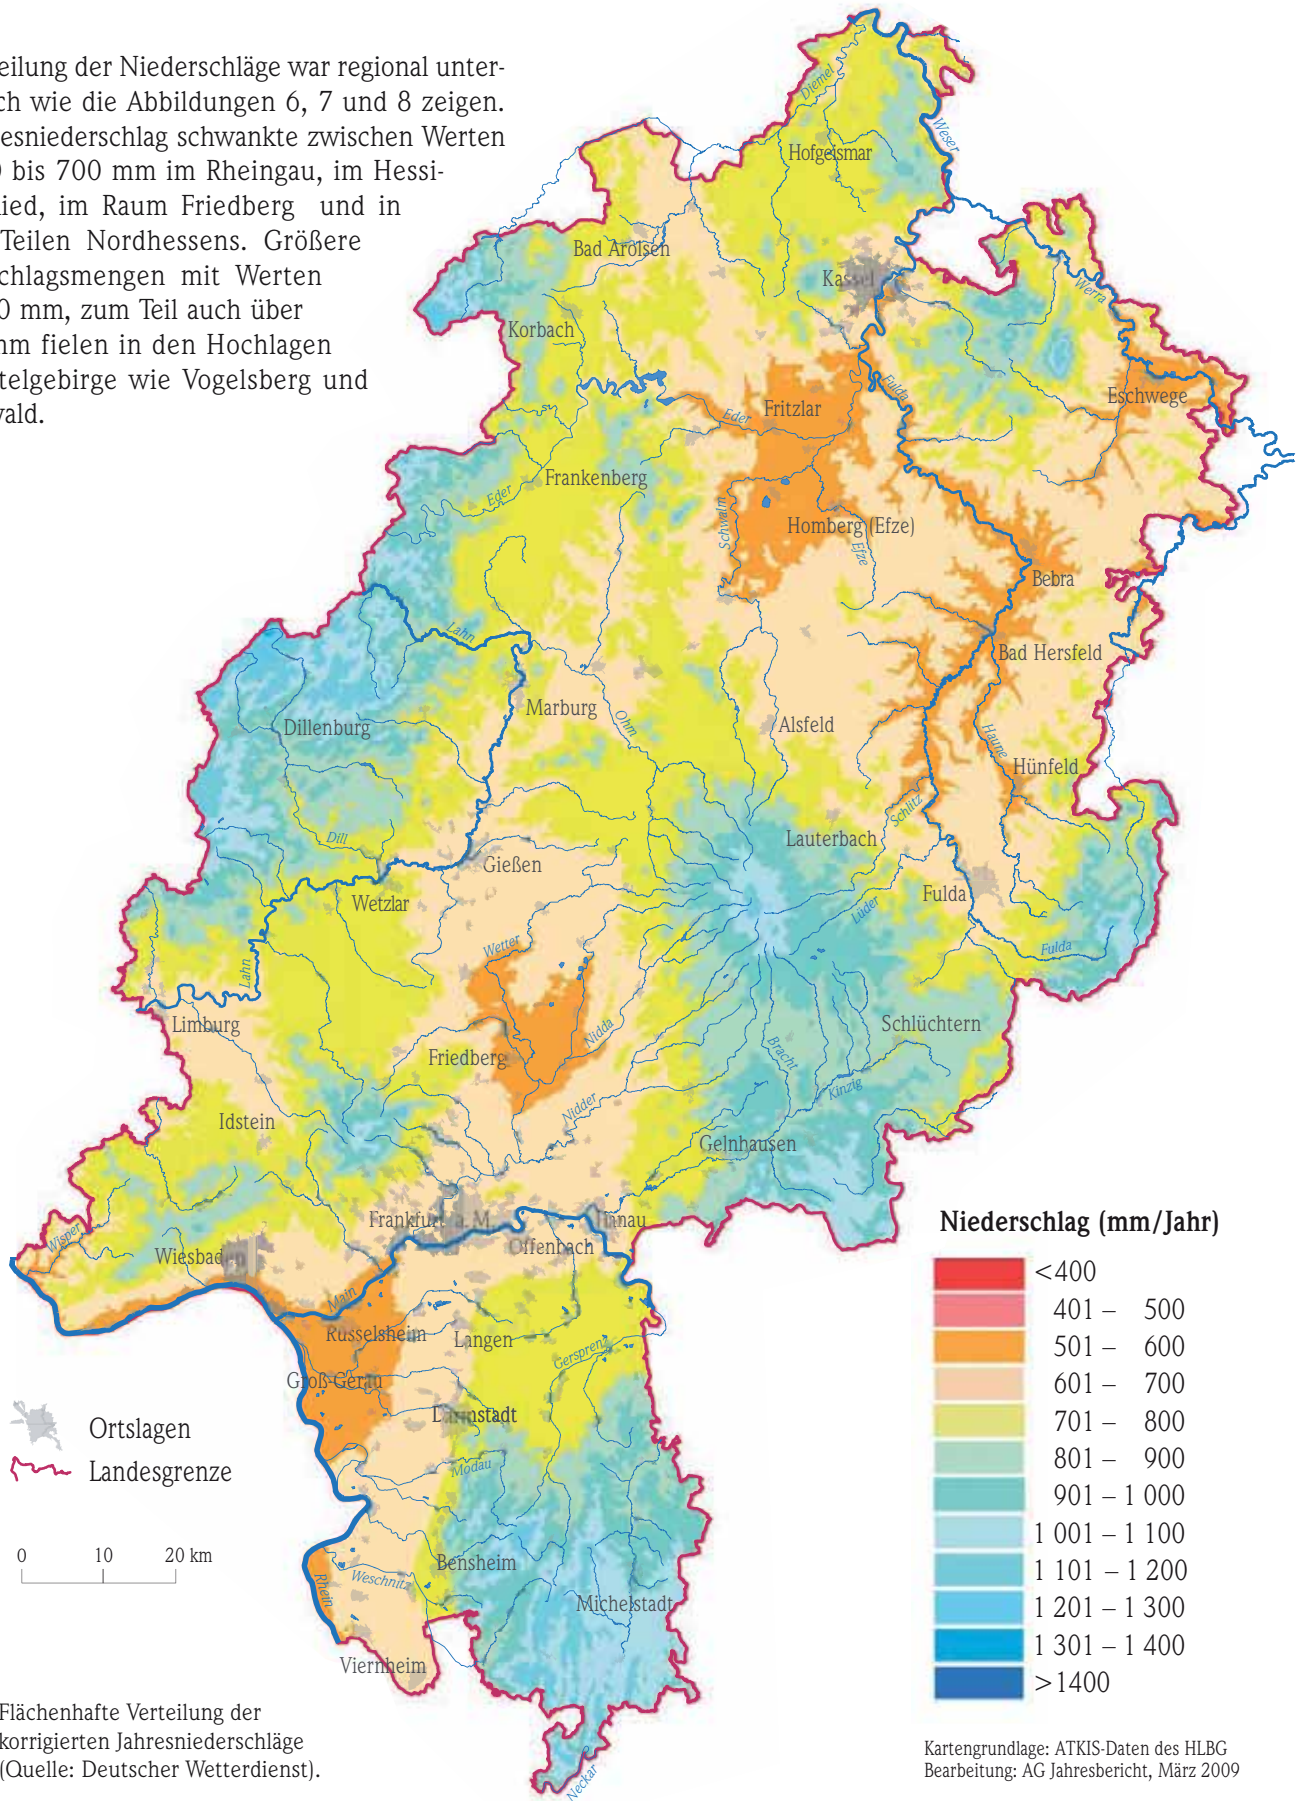 eilung der Niederschläge war regional unter-
ch wie die Abbildungen 6, 7 und 8 zeigen.
esniederschlag schwankte zwischen Werten
0 bis 700 mm im Rheingau, im Hessi-
ied, im Raum Friedberg und in
Teilen Nordhessens. Größere
chlagsmengen mit Werten
0 mm, zum Teil auch über
nm fielen in den Hochlagen
telgebirge wie Vogelsberg und
wald.
Diemel
Weser
Hofgeismar
Bad Arolsen
Kassel
Werra
Korbach
Fulda
Eschwege
Fritzlar
Eder
Frankenberg
Eder
Schwalm
Homberg (Efze)
Efze
Bebra
Lahn
Bad Hersfeld
Marburg
Ohm
Dillenburg
Alsfeld
Haune
Hünfeld
Schlitz
Lauterbach
Dill
Gießen
Wetzlar
Fulda
Lüder
Wetter
Fulda
Lahn
Limburg
Schlüchtern
Nidda
Friedberg
Bracht
Kinzig
Nidder
Idstein
Gelnhausen
Frankfurt a. M.
Hanau
Wisper
Offenbach
Wiesbaden
Main
Rüsselsheim
Langen
Gersprenz
Groß-Gerau
Darmstadt
Modau
Bensheim
Weschnitz
Rhein
Michelstadt
Viernheim
Neckar
Ortslagen
Landesgrenze
0 10 20 km
Niederschlag (mm/Jahr)
<400
401 – 500
501 – 600
601 – 700
701 – 800
801 – 900
901 – 1 000
1 001 – 1 100
1 101 – 1 200
1 201 – 1 300
1 301 – 1 400
>1400
Flächenhafte Verteilung der
korrigierten Jahresniederschläge
(Quelle: Deutscher Wetterdienst).
Kartengrundlage: ATKIS-Daten des HLBG
Bearbeitung: AG Jahresbericht, März 2009